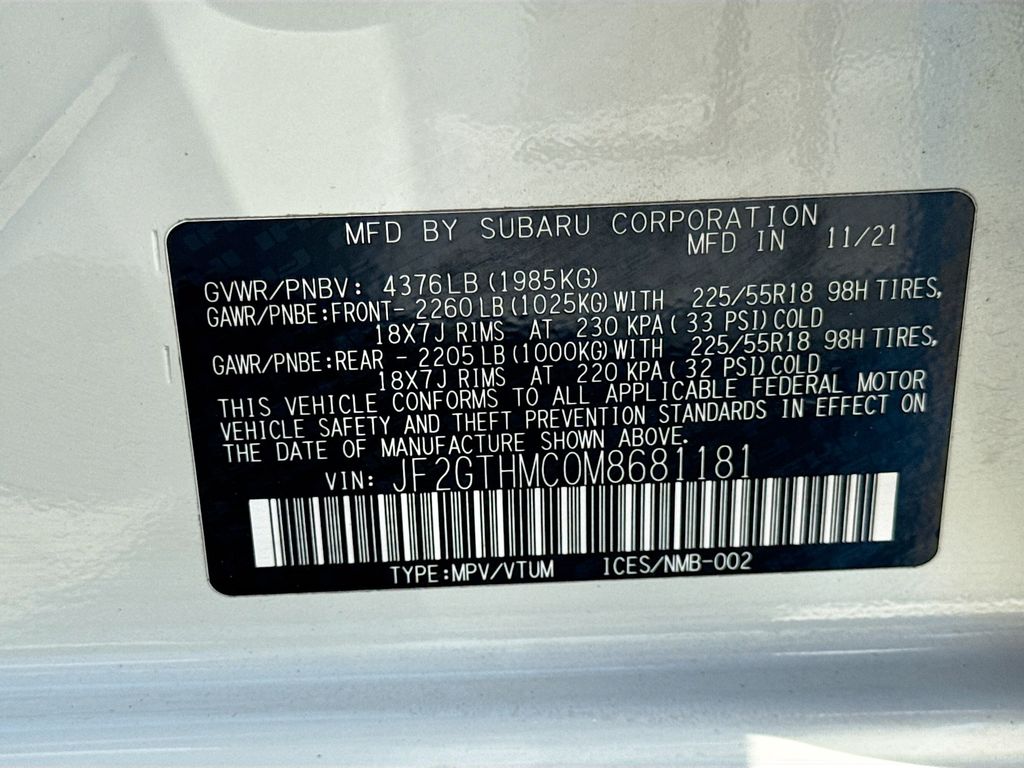 MFD BY SUBARU CORPORATION
MFD IN 11/21
GVWR/PNBV: 4376LB (1985KG)
GAWR/PNBE:FRONT- 2260 LB (1025KG) WITH 225/55R18 98H TIRES,
18X7J RIMS AT 230 KPA ( 33 PSI) COLD
GAWR/PNBE:REAR - 2205 LB (1000KG) WITH 225/55R18 98H TIRES,
18X7J RIMS AT 220 KPA ( 32 PSI) COLD
THIS VEHICLE CONFORMS TO ALL APPLICABLE FEDERAL MOTOR
VEHICLE SAFETY AND THEFT PREVENTION STANDARDS IN EFFECT ON
THE DATE OF MANUFACTURE SHOWN ABOVE.
VIN: JF2GTHMC0M8681181
TYPE:MPV/VTUM ICES/NMB-002